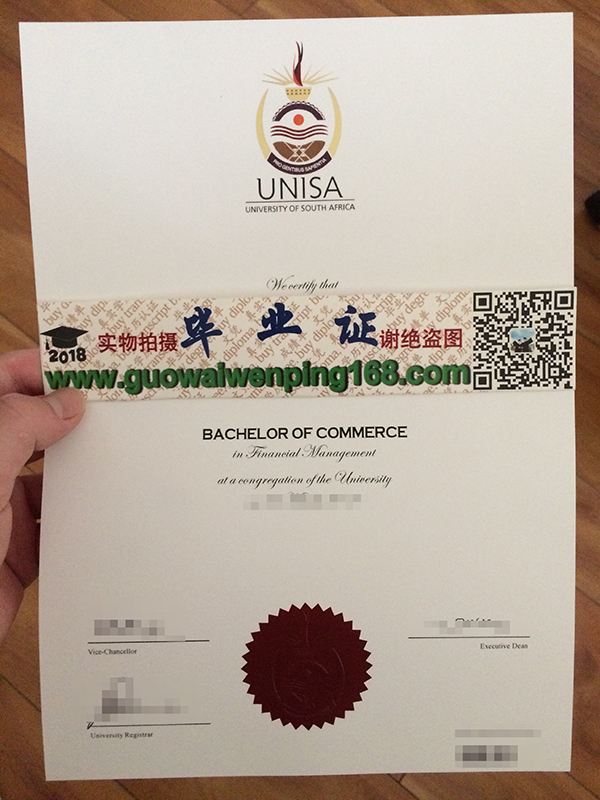 PRO GENTIBUS SAPIENTIA
UNISA
UNIVERSITY OF SOUTH AFRICA
We certify that
2018 实物拍摄 毕业证 谢绝盗图
www.guowaiwenping168.com
BACHELOR OF COMMERCE
in Financial Management
at a congregation of the University
Vice-Chancellor
Executive Dean
University Registrar